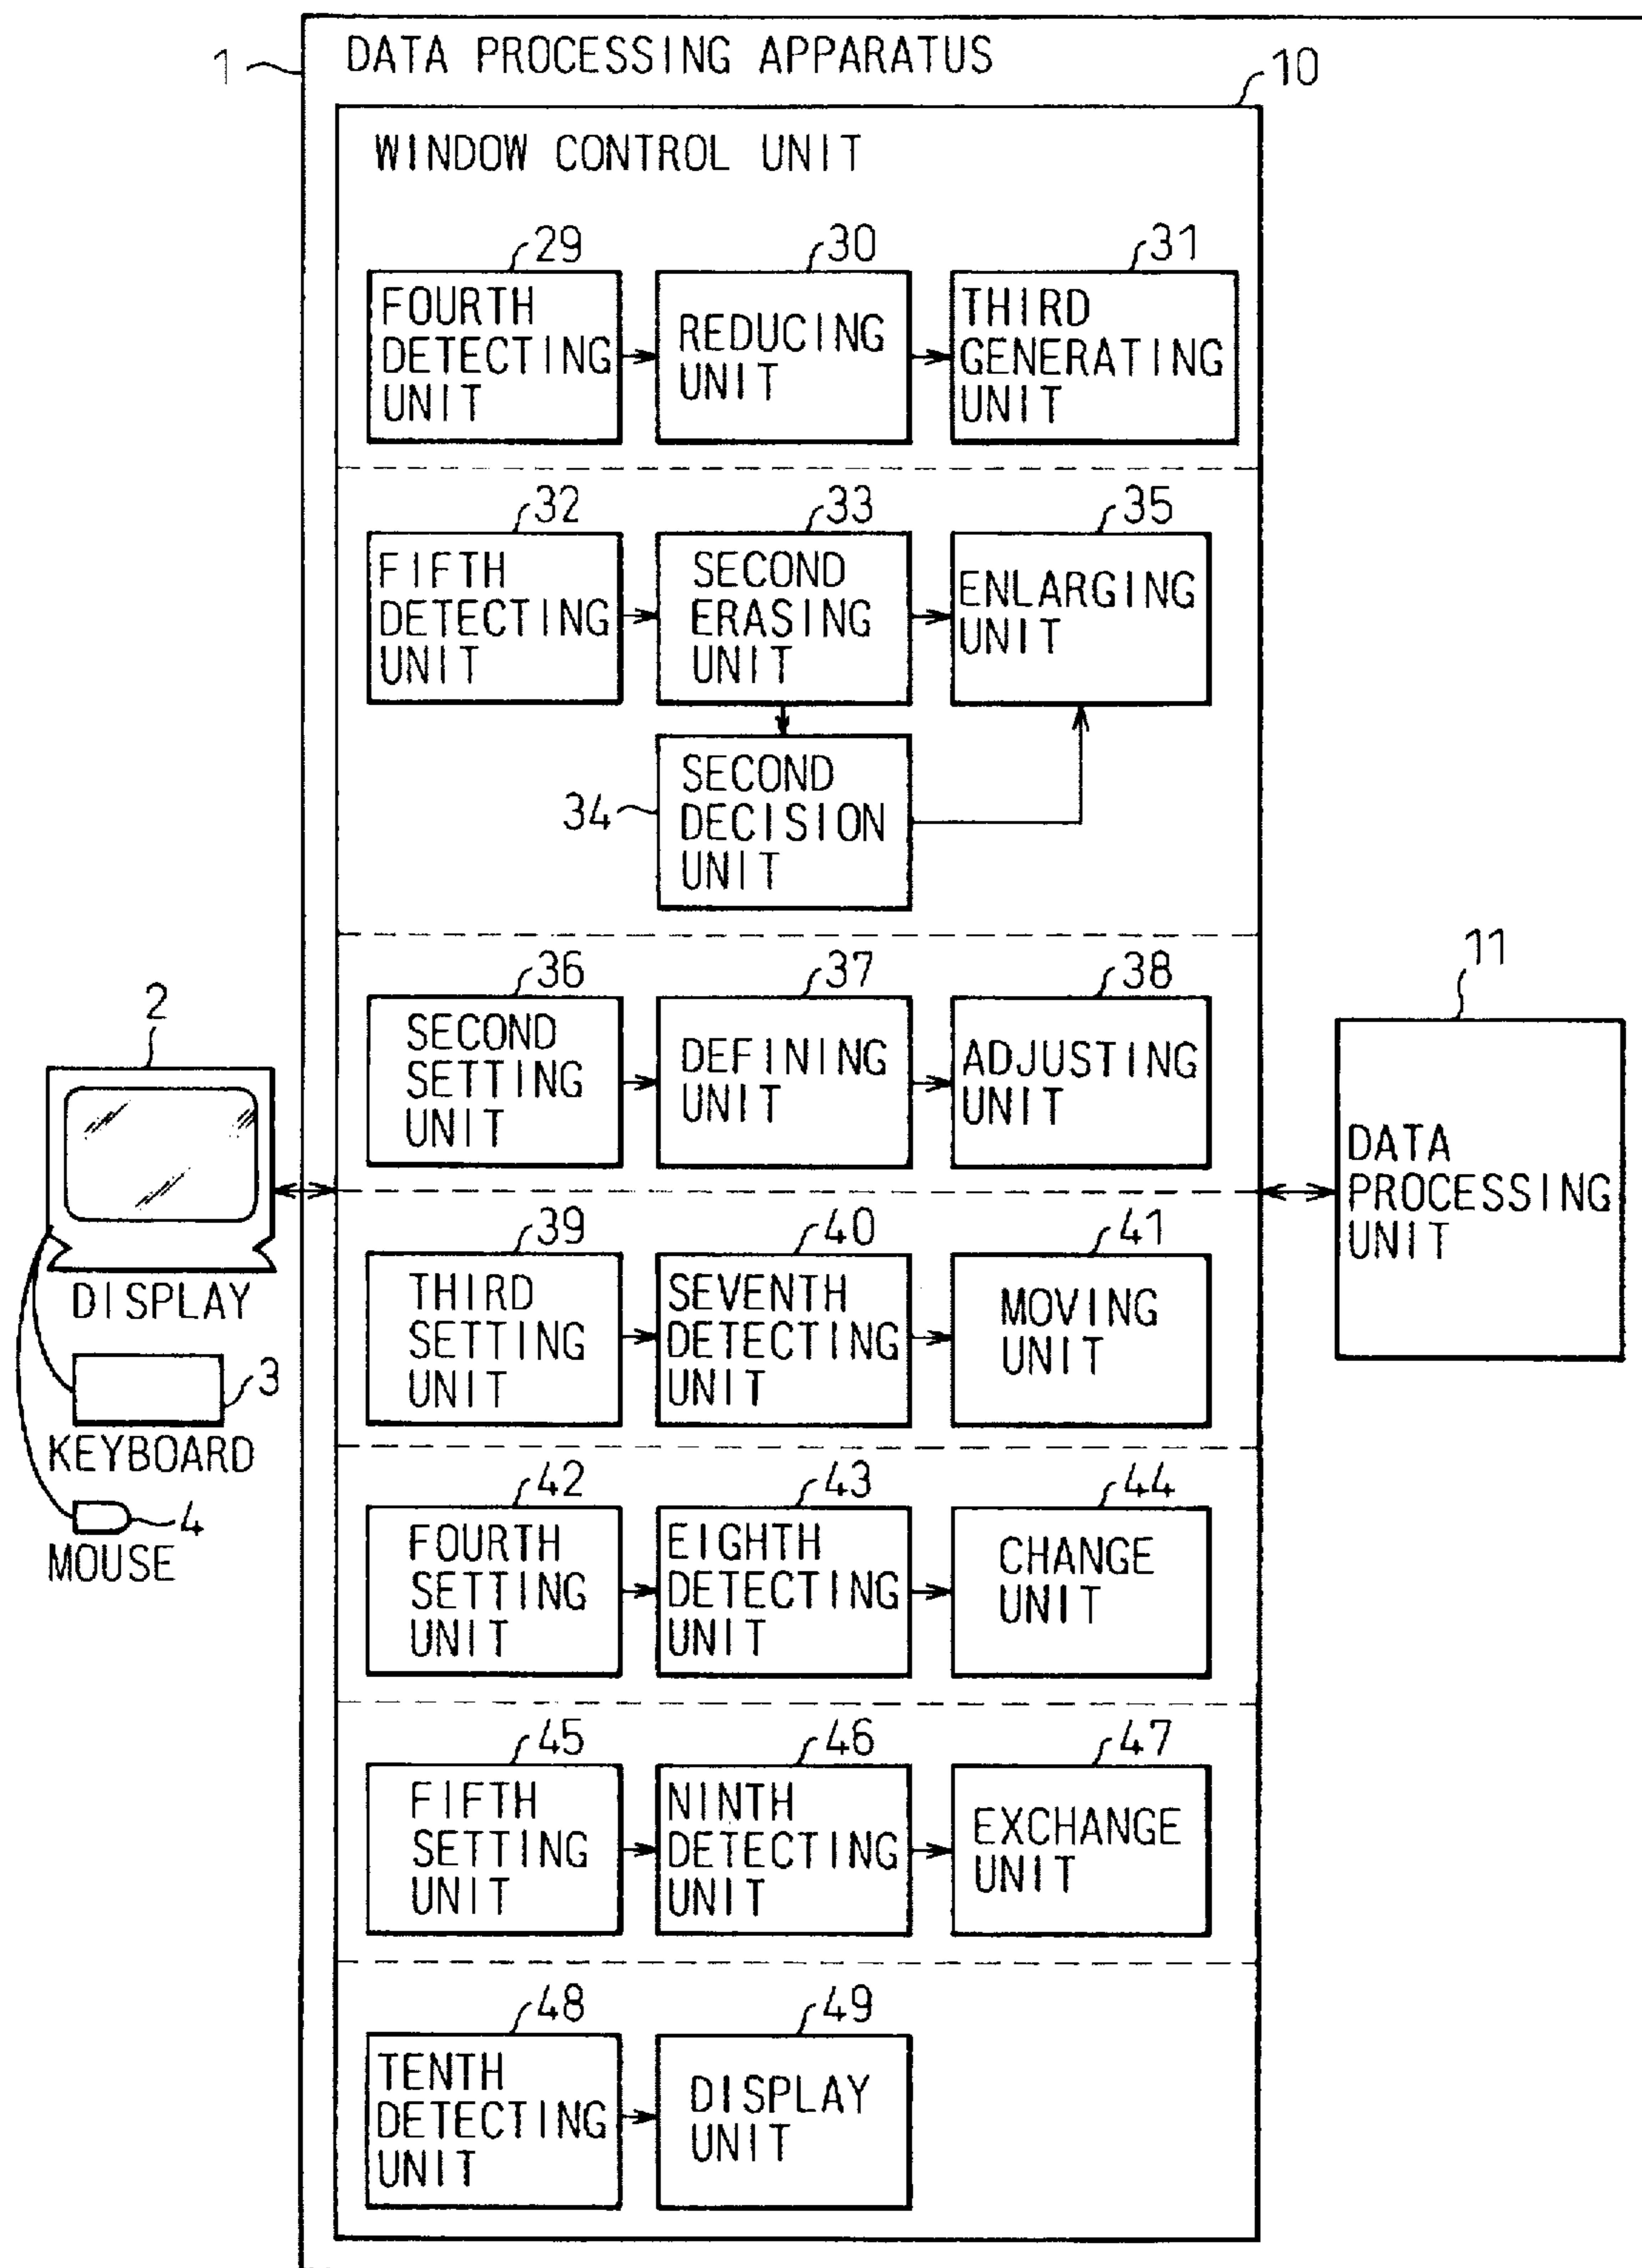 1
DATA PROCESSING APPARATUS
10
WINDOW CONTROL UNIT
29
FOURTH
DETECTING
UNIT
30
REDUCING
UNIT
31
THIRD
GENERATING
UNIT
32
FIFTH
DETECTING
UNIT
33
SECOND
ERASING
UNIT
35
ENLARGING
UNIT
34
SECOND
DECISION
UNIT
36
SECOND
SETTING
UNIT
37
DEFINING
UNIT
38
ADJUSTING
UNIT
11
DATA
PROCESSING
UNIT
2
DISPLAY
3
KEYBOARD
4
MOUSE
39
THIRD
SETTING
UNIT
40
SEVENTH
DETECTING
UNIT
41
MOVING
UNIT
42
FOURTH
SETTING
UNIT
43
EIGHTH
DETECTING
UNIT
44
CHANGE
UNIT
45
FIFTH
SETTING
UNIT
46
NINTH
DETECTING
UNIT
47
EXCHANGE
UNIT
48
TENTH
DETECTING
UNIT
49
DISPLAY
UNIT